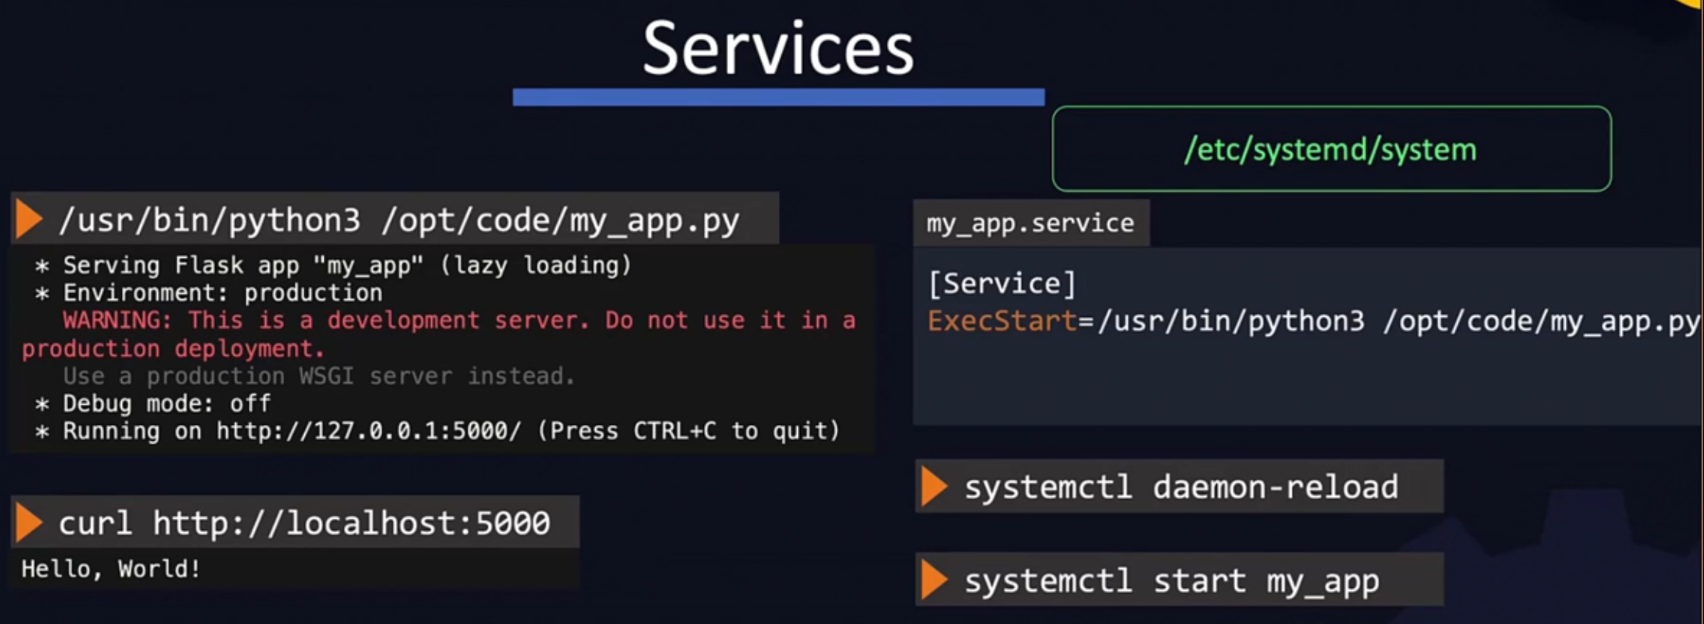 Services
/etc/systemd/system
/usr/bin/python3 /opt/code/my_app.py
* Serving Flask app "my_app" (lazy loading)
* Environment: production
WARNING: This is a development server. Do not use it in a
production deployment.
Use a production WSGI server instead.
* Debug mode: off
* Running on http://127.0.0.1:5000/ (Press CTRL+C to quit)
curl http://localhost:5000
Hello, World!
my_app.service
[Service]
ExecStart=/usr/bin/python3 /opt/code/my_app.py
systemctl daemon-reload
systemctl start my_app